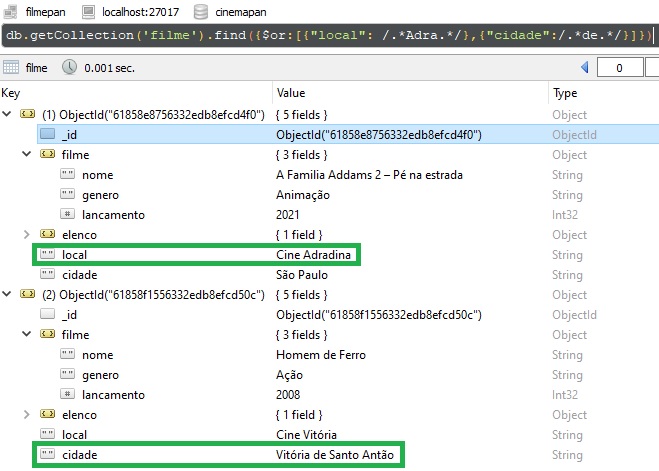 filmepan localhost:27017 cinemapan
db.getCollection('filme').find({$or:[{"local": /.*Adra.*/},{"cidade":/.*de.*/}]})
filme 0.001 sec. 0
Key Value Type
(1) ObjectId("61858e8756332edb8efcd4f0") { 5 fields } Object
_id ObjectId("61858e8756332edb8efcd4f0") ObjectId
filme { 3 fields } Object
nome A Familia Addams 2 – Pé na estrada String
genero Animação String
lancamento 2021 Int32
elenco { 1 field } Object
local Cine Adradina String
cidade São Paulo String
(2) ObjectId("61858f1556332edb8efcd50c") { 5 fields } Object
_id ObjectId("61858f1556332edb8efcd50c") ObjectId
filme { 3 fields } Object
nome Homem de Ferro String
genero Ação String
lancamento 2008 Int32
elenco { 1 field } Object
local Cine Vitória String
cidade Vitória de Santo Antão String